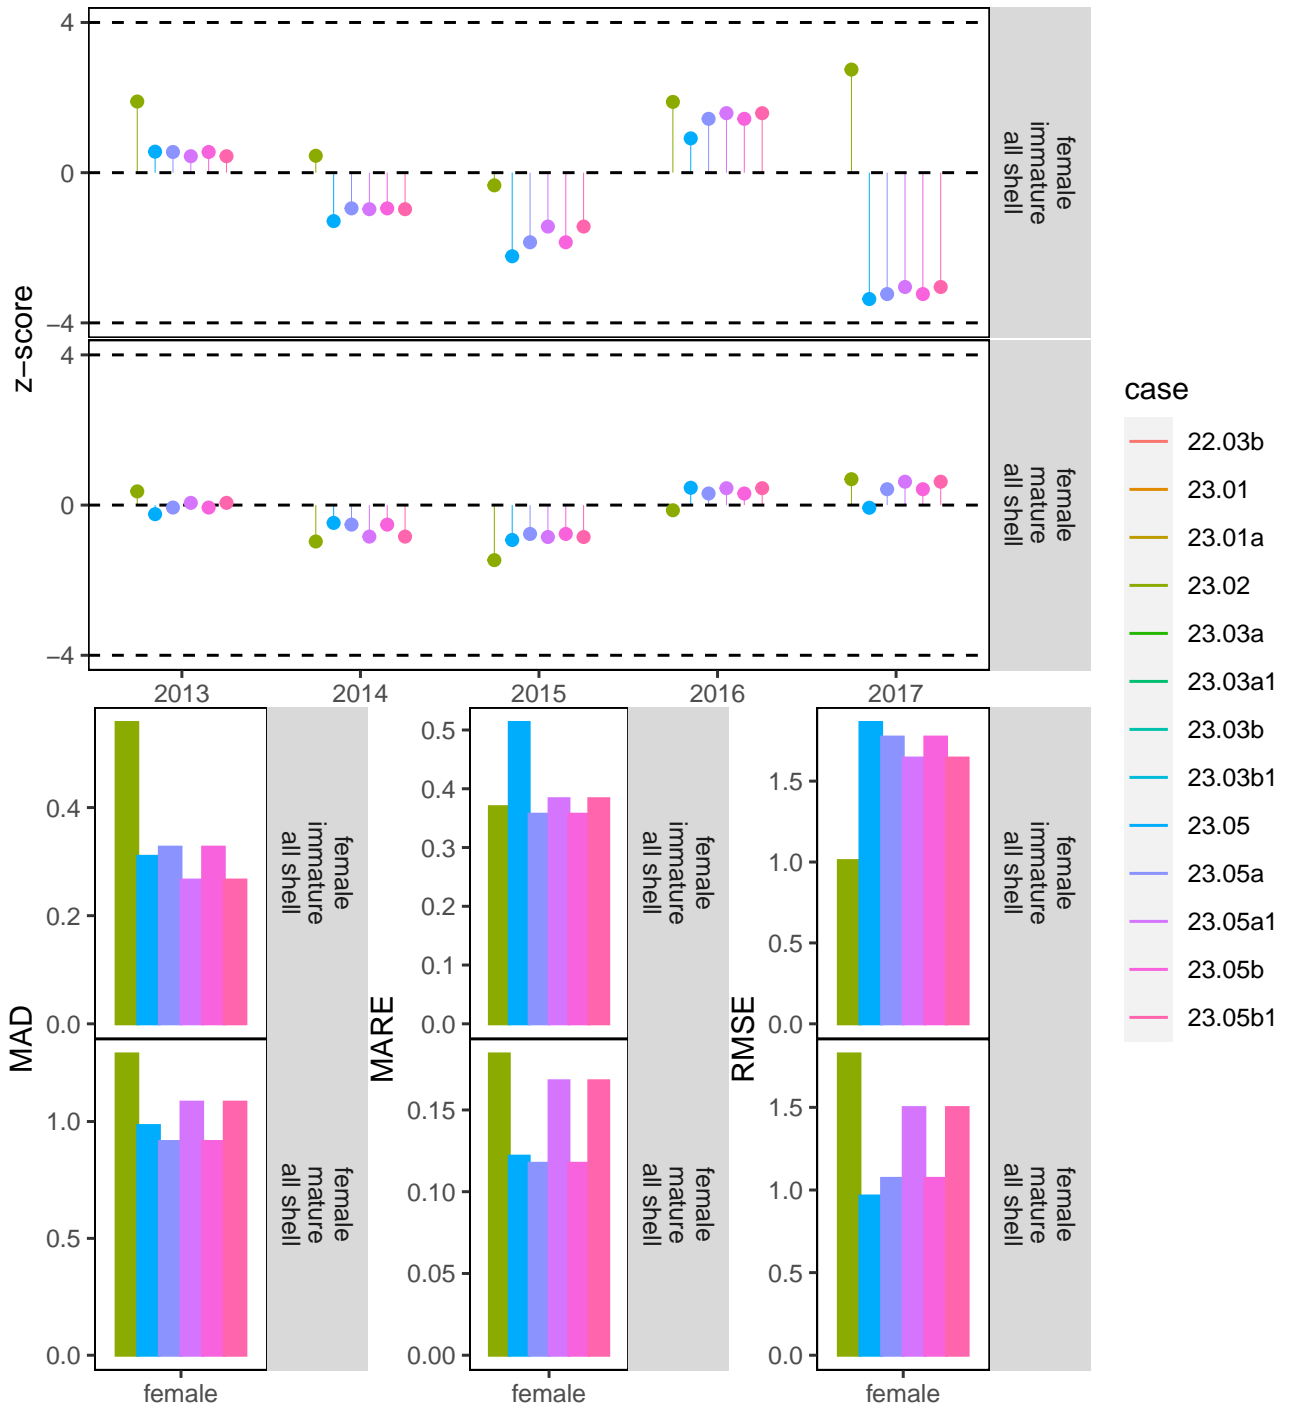 z−score
4
0
−4
female
immature
all shell
4
0
−4
female
mature
all shell
2013
2014
2015
2016
2017
case
22.03b
23.01
23.01a
23.02
23.03a
23.03a1
23.03b
23.03b1
23.05
23.05a
23.05a1
23.05b
23.05b1
MAD
0.4
0.2
0.0
female
immature
all shell
1.0
0.5
0.0
female
mature
all shell
female
MARE
0.5
0.4
0.3
0.2
0.1
0.0
female
immature
all shell
0.15
0.10
0.05
0.00
female
mature
all shell
female
RMSE
1.5
1.0
0.5
0.0
female
immature
all shell
1.5
1.0
0.5
0.0
female
mature
all shell
female